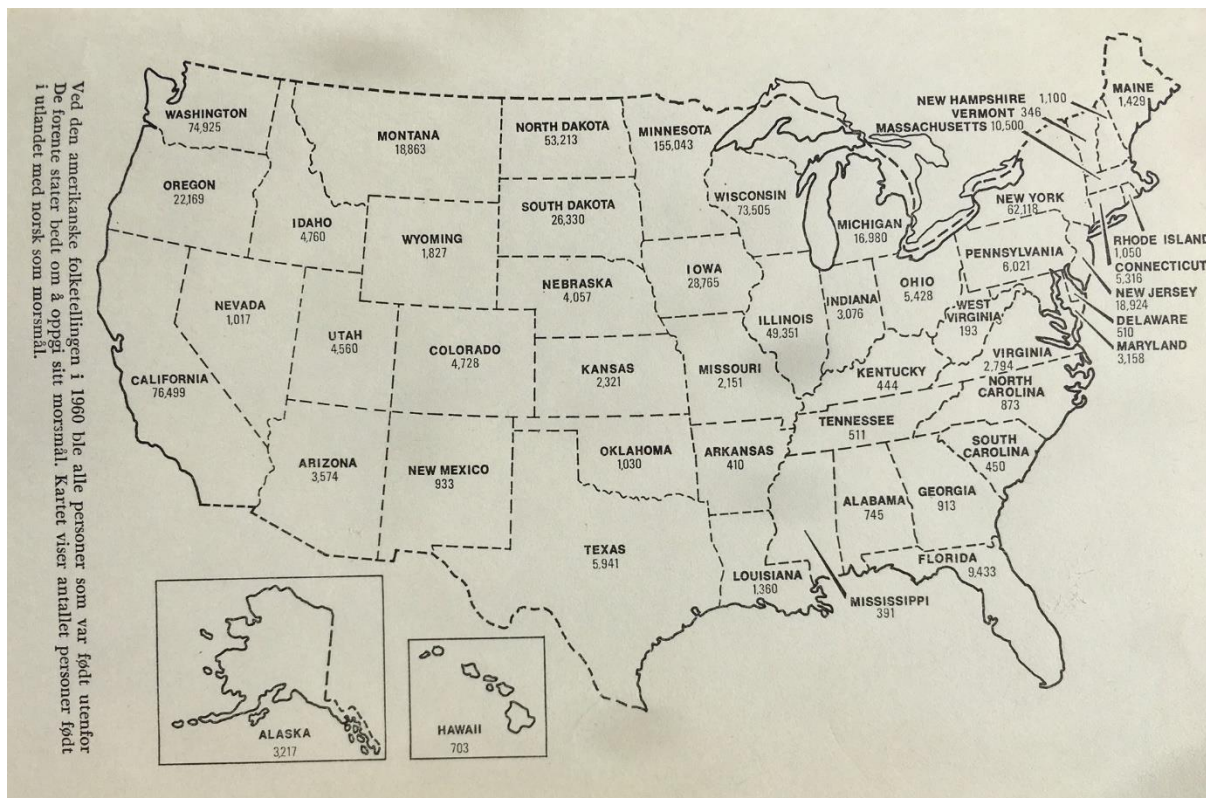 Ved den amerikanske folketellingen i 1960 ble alle personer som var født utenfor
De forente stater bedt om å oppgi sitt morsmål. Kartet viser antallet personer født
i utlandet med norsk som morsmål.
WASHINGTON
74,925
OREGON
22,169
CALIFORNIA
76,499
NEVADA
1,017
IDAHO
4,760
MONTANA
18,863
WYOMING
1,827
UTAH
4,560
COLORADO
4,728
ARIZONA
3,574
NEW MEXICO
933
NORTH DAKOTA
53,213
SOUTH DAKOTA
26,330
NEBRASKA
4,057
KANSAS
2,321
OKLAHOMA
1,030
TEXAS
5,941
MINNESOTA
155,043
IOWA
28,765
MISSOURI
2,151
ARKANSAS
410
LOUISIANA
1,360
WISCONSIN
73,505
ILLINOIS
49,351
MICHIGAN
16,980
INDIANA
3,076
OHIO
5,428
KENTUCKY
444
TENNESSEE
511
MISSISSIPPI
391
ALABAMA
745
GEORGIA
913
FLORIDA
9,433
SOUTH
CAROLINA
450
NORTH
CAROLINA
873
VIRGINIA
2,794
WEST
VIRGINIA
193
PENNSYLVANIA
6,021
NEW YORK
62,118
MAINE
1,429
NEW HAMPSHIRE 1,100
VERMONT 346
MASSACHUSETTS 10,500
RHODE ISLAND
1,050
CONNECTICUT
5,316
NEW JERSEY
18,924
DELAWARE
510
MARYLAND
3,158
ALASKA
3,217
HAWAII
703